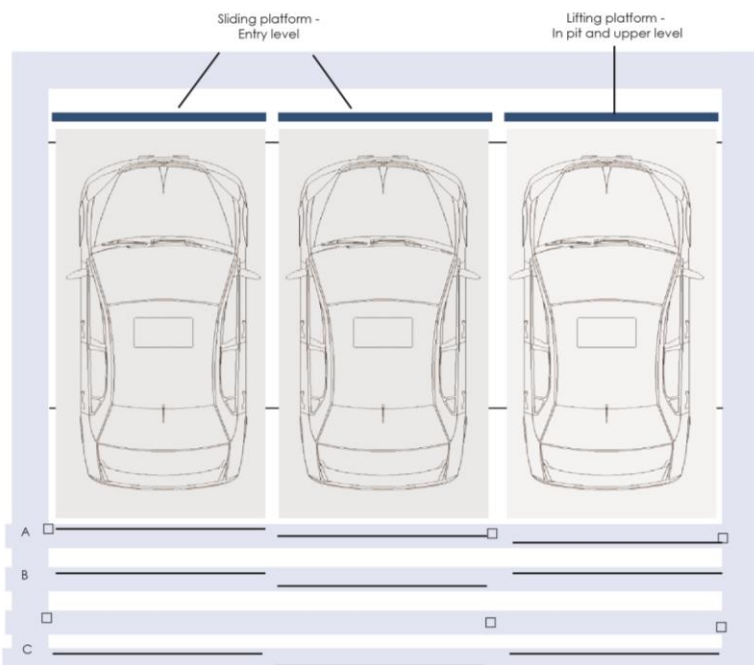 Sliding platform -
Entry level
Lifting platform -
In pit and upper level
A
B
C